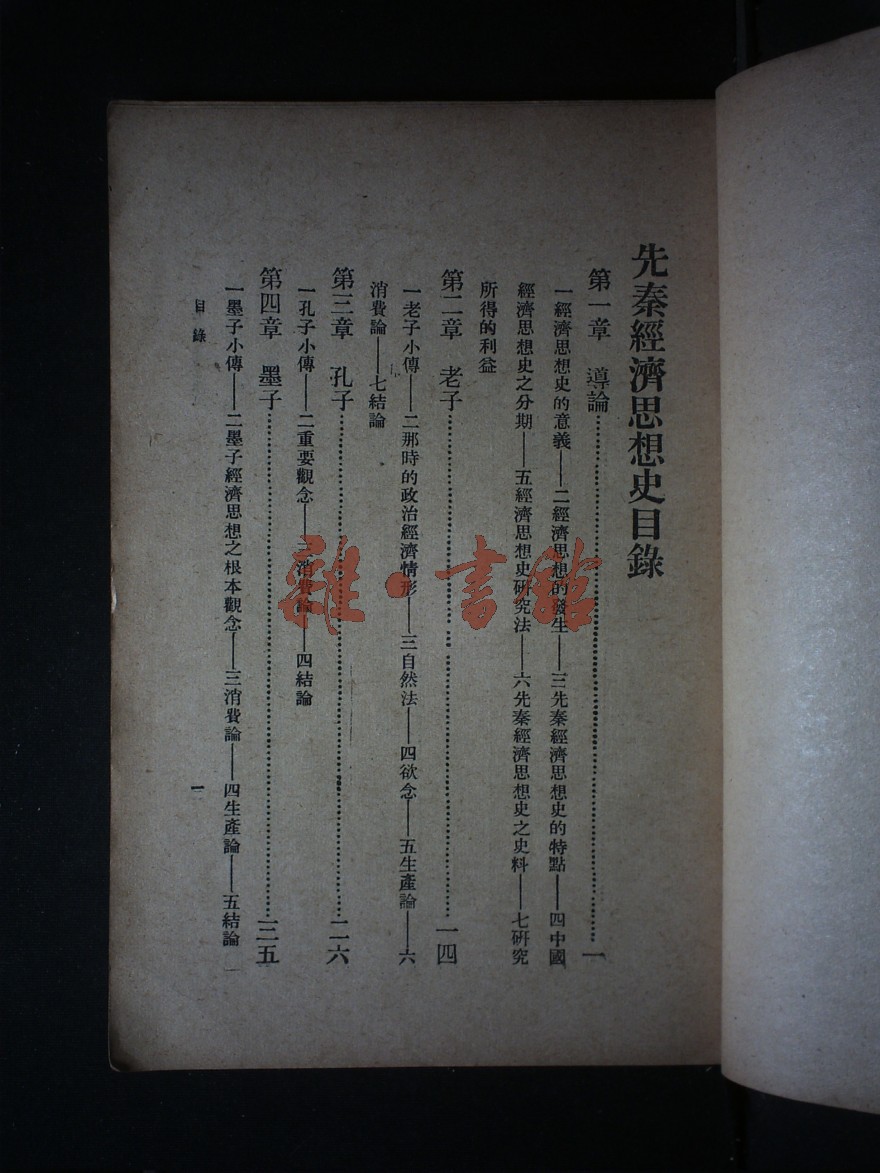 先秦經濟思想史目錄
第一章　導論……………………一
一經濟思想史的意義——二經濟思想的發生——三先秦經濟思想史的特點——四中國
經濟思想史之分期——五經濟思想史研究法——六先秦經濟思想史之史料——七研究
所得的利益
第二章　老子……………………一四
一老子小傳——二那時的政治經濟情形——三自然法——四欲念——五生產論——六
消費論——七結論
第三章　孔子……………………二六
一孔子小傳——二重要觀念——三消費論——四結論
第四章　墨子……………………三五
一墨子小傳——二墨子經濟思想之根本觀念——三消費論——四生產論——五結論
目錄
一
雜·書館